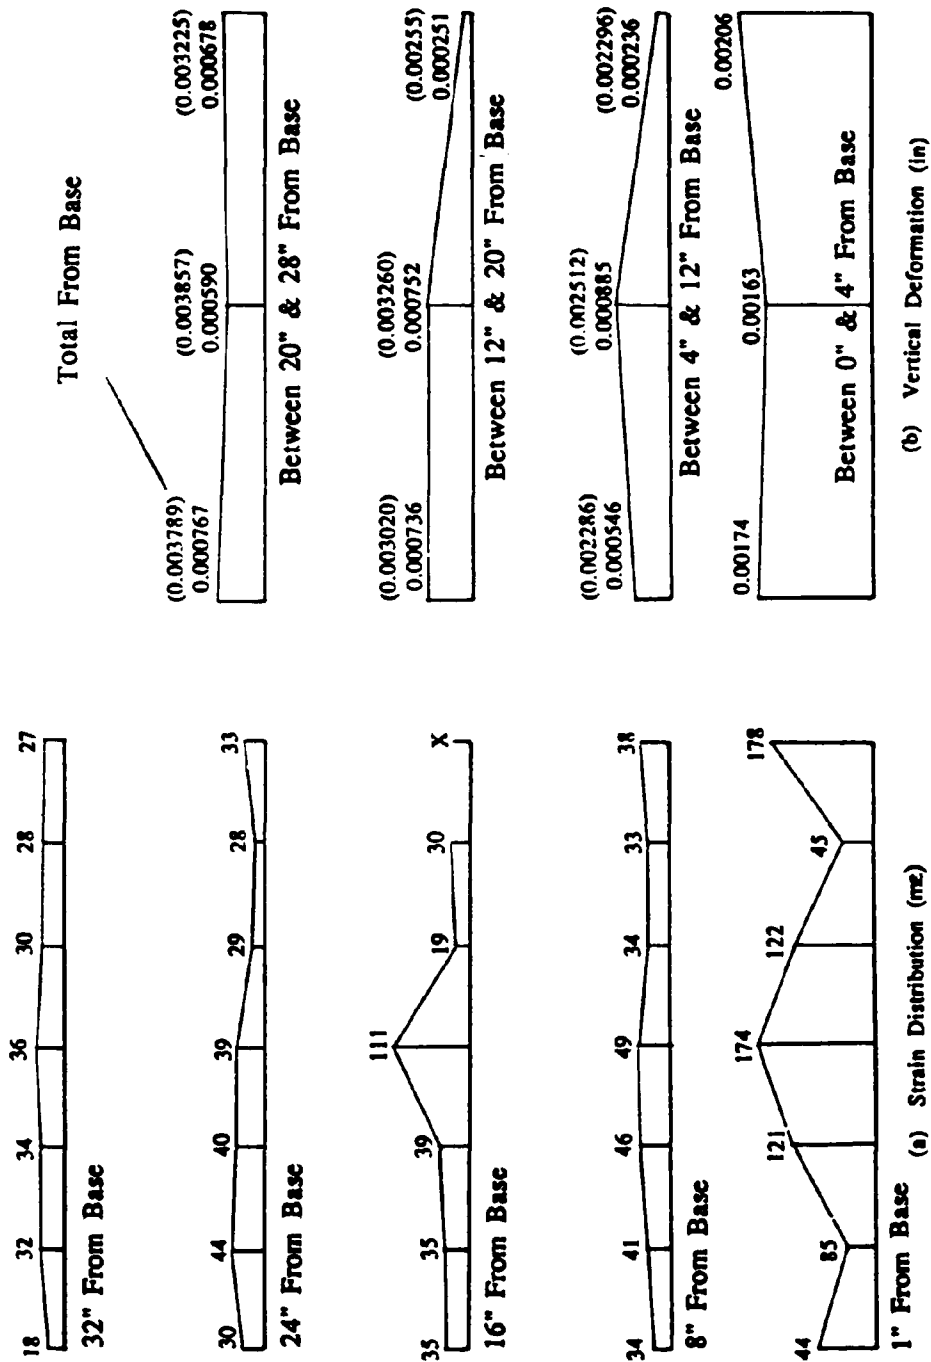 18 32 34 36 30 28 27
32" From Base
30 44 40 39 29 28 33
24" From Base
35 35 39 111 19 30 X
16" From Base
34 41 46 49 34 33 38
8" From Base
44 85 121 174 122 45 178
1" From Base
(a) Strain Distribution (mε)
Total From Base
(0.003789) (0.003857) (0.003225)
0.000767 0.000590 0.000678
Between 20" & 28" From Base
(0.003020) (0.003260) (0.00255)
0.000736 0.000752 0.000251
Between 12" & 20" From Base
(0.002286) (0.002512) (0.002296)
0.000546 0.000885 0.000236
Between 4" & 12" From Base
0.00174 0.00163 0.00206
Between 0" & 4" From Base
(b) Vertical Deformation (in)